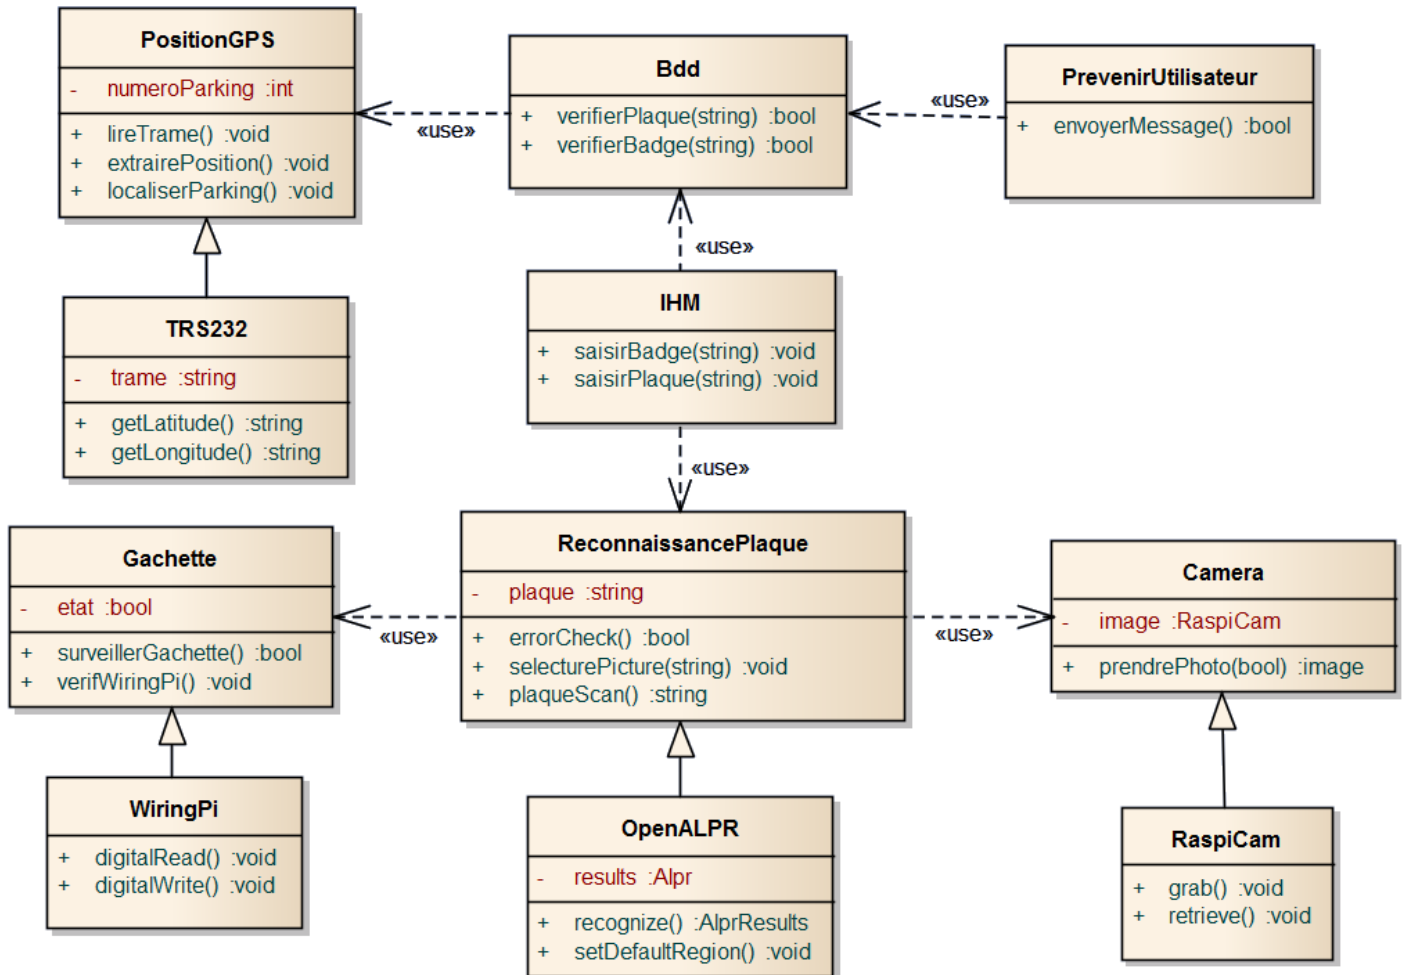 PositionGPS
- numeroParking :int
+ lireTrame() :void
+ extrairePosition() :void
+ localiserParking() :void
«use»
Bdd
+ verifierPlaque(string) :bool
+ verifierBadge(string) :bool
«use»
PrevenirUtilisateur
+ envoyerMessage() :bool
«use»
TRS232
- trame :string
+ getLatitude() :string
+ getLongitude() :string
IHM
+ saisirBadge(string) :void
+ saisirPlaque(string) :void
«use»
Gachette
- etat :bool
+ surveillerGachette() :bool
+ verifWiringPi() :void
«use»
ReconnaissancePlaque
- plaque :string
+ errorCheck() :bool
+ selecturePicture(string) :void
+ plaqueScan() :string
«use»
Camera
- image :RaspiCam
+ prendrePhoto(bool) :image
WiringPi
+ digitalRead() :void
+ digitalWrite() :void
OpenALPR
- results :Alpr
+ recognize() :AlprResults
+ setDefaultRegion() :void
RaspiCam
+ grab() :void
+ retrieve() :void